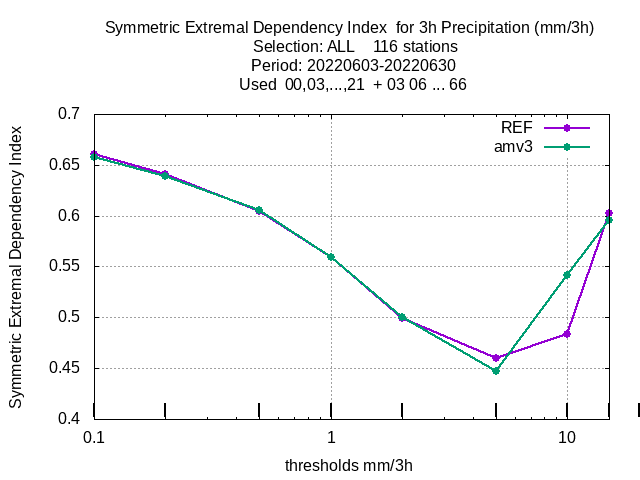 Symmetric Extremal Dependency Index  for 3h Precipitation (mm/3h)
Selection: ALL    116 stations
Period: 20220603-20220630
Used  00,03,...,21  + 03 06 ... 66
0.7
0.65
0.6
0.55
0.5
0.45
0.4
Symmetric Extremal Dependency Index
REF
amv3
0.1
1
10
thresholds mm/3h